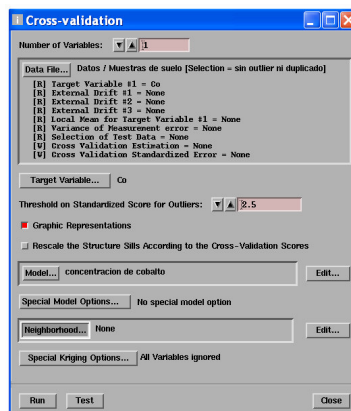 Cross-validation
Number of Variables: 1
Data File... Datos / Muestras de suelo [Selection = sin outlier ni duplicado]
[R] Target Variable #1 = Co
[R] External Drift #1 = None
[R] External Drift #2 = None
[R] External Drift #3 = None
[R] Local Mean for Target Variable #1 = None
[R] Variance of Measurement error = None
[R] Selection of Test Data = None
[W] Cross Validation Estimation = None
[W] Cross Validation Standardized Error = None
Target Variable... Co
Threshold on Standardized Score for Outliers: 2.5
Graphic Representations
Rescale the Structure Sills According to the Cross-Validation Scores
Model... concentracion de cobalto Edit...
Special Model Options... No special model option
Neighborhood... None Edit...
Special Kriging Options... All Variables ignored
Run Test Close